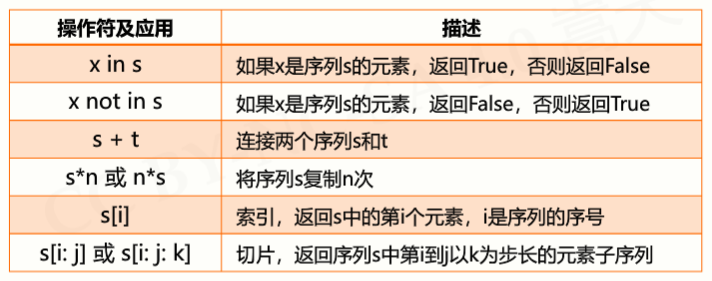 操作符及应用 描述
x in s 如果x是序列s的元素，返回True，否则返回False
x not in s 如果x是序列s的元素，返回False，否则返回True
s + t 连接两个序列s和t
s*n 或 n*s 将序列s复制n次
s[i] 索引，返回s中的第i个元素，i是序列的序号
s[i: j] 或 s[i: j: k] 切片，返回序列s中第i到j以k为步长的元素子序列